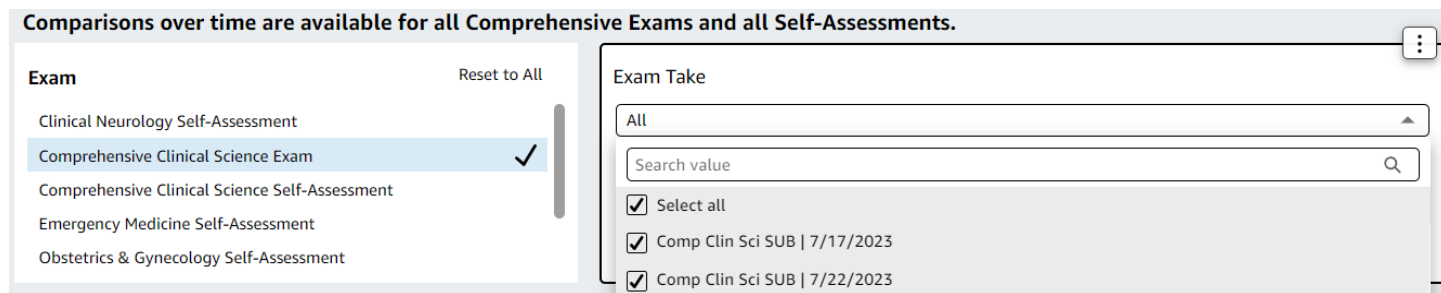 Comparisons over time are available for all Comprehensive Exams and all Self-Assessments.
Exam
Reset to All
Clinical Neurology Self-Assessment
Comprehensive Clinical Science Exam
Comprehensive Clinical Science Self-Assessment
Emergency Medicine Self-Assessment
Obstetrics & Gynecology Self-Assessment
Exam Take
All
Search value
Select all
Comp Clin Sci SUB | 7/17/2023
Comp Clin Sci SUB | 7/22/2023